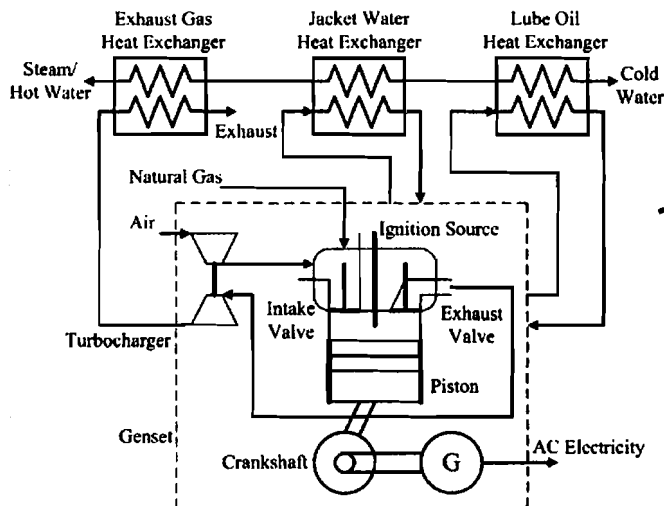 Exhaust Gas
Heat Exchanger
Jacket Water
Heat Exchanger
Lube Oil
Heat Exchanger
Steam/
Hot Water
Cold
Water
Exhaust
Natural Gas
Air
Ignition Source
Intake
Valve
Exhaust
Valve
Turbocharger
Piston
Genset
Crankshaft
G
AC Electricity